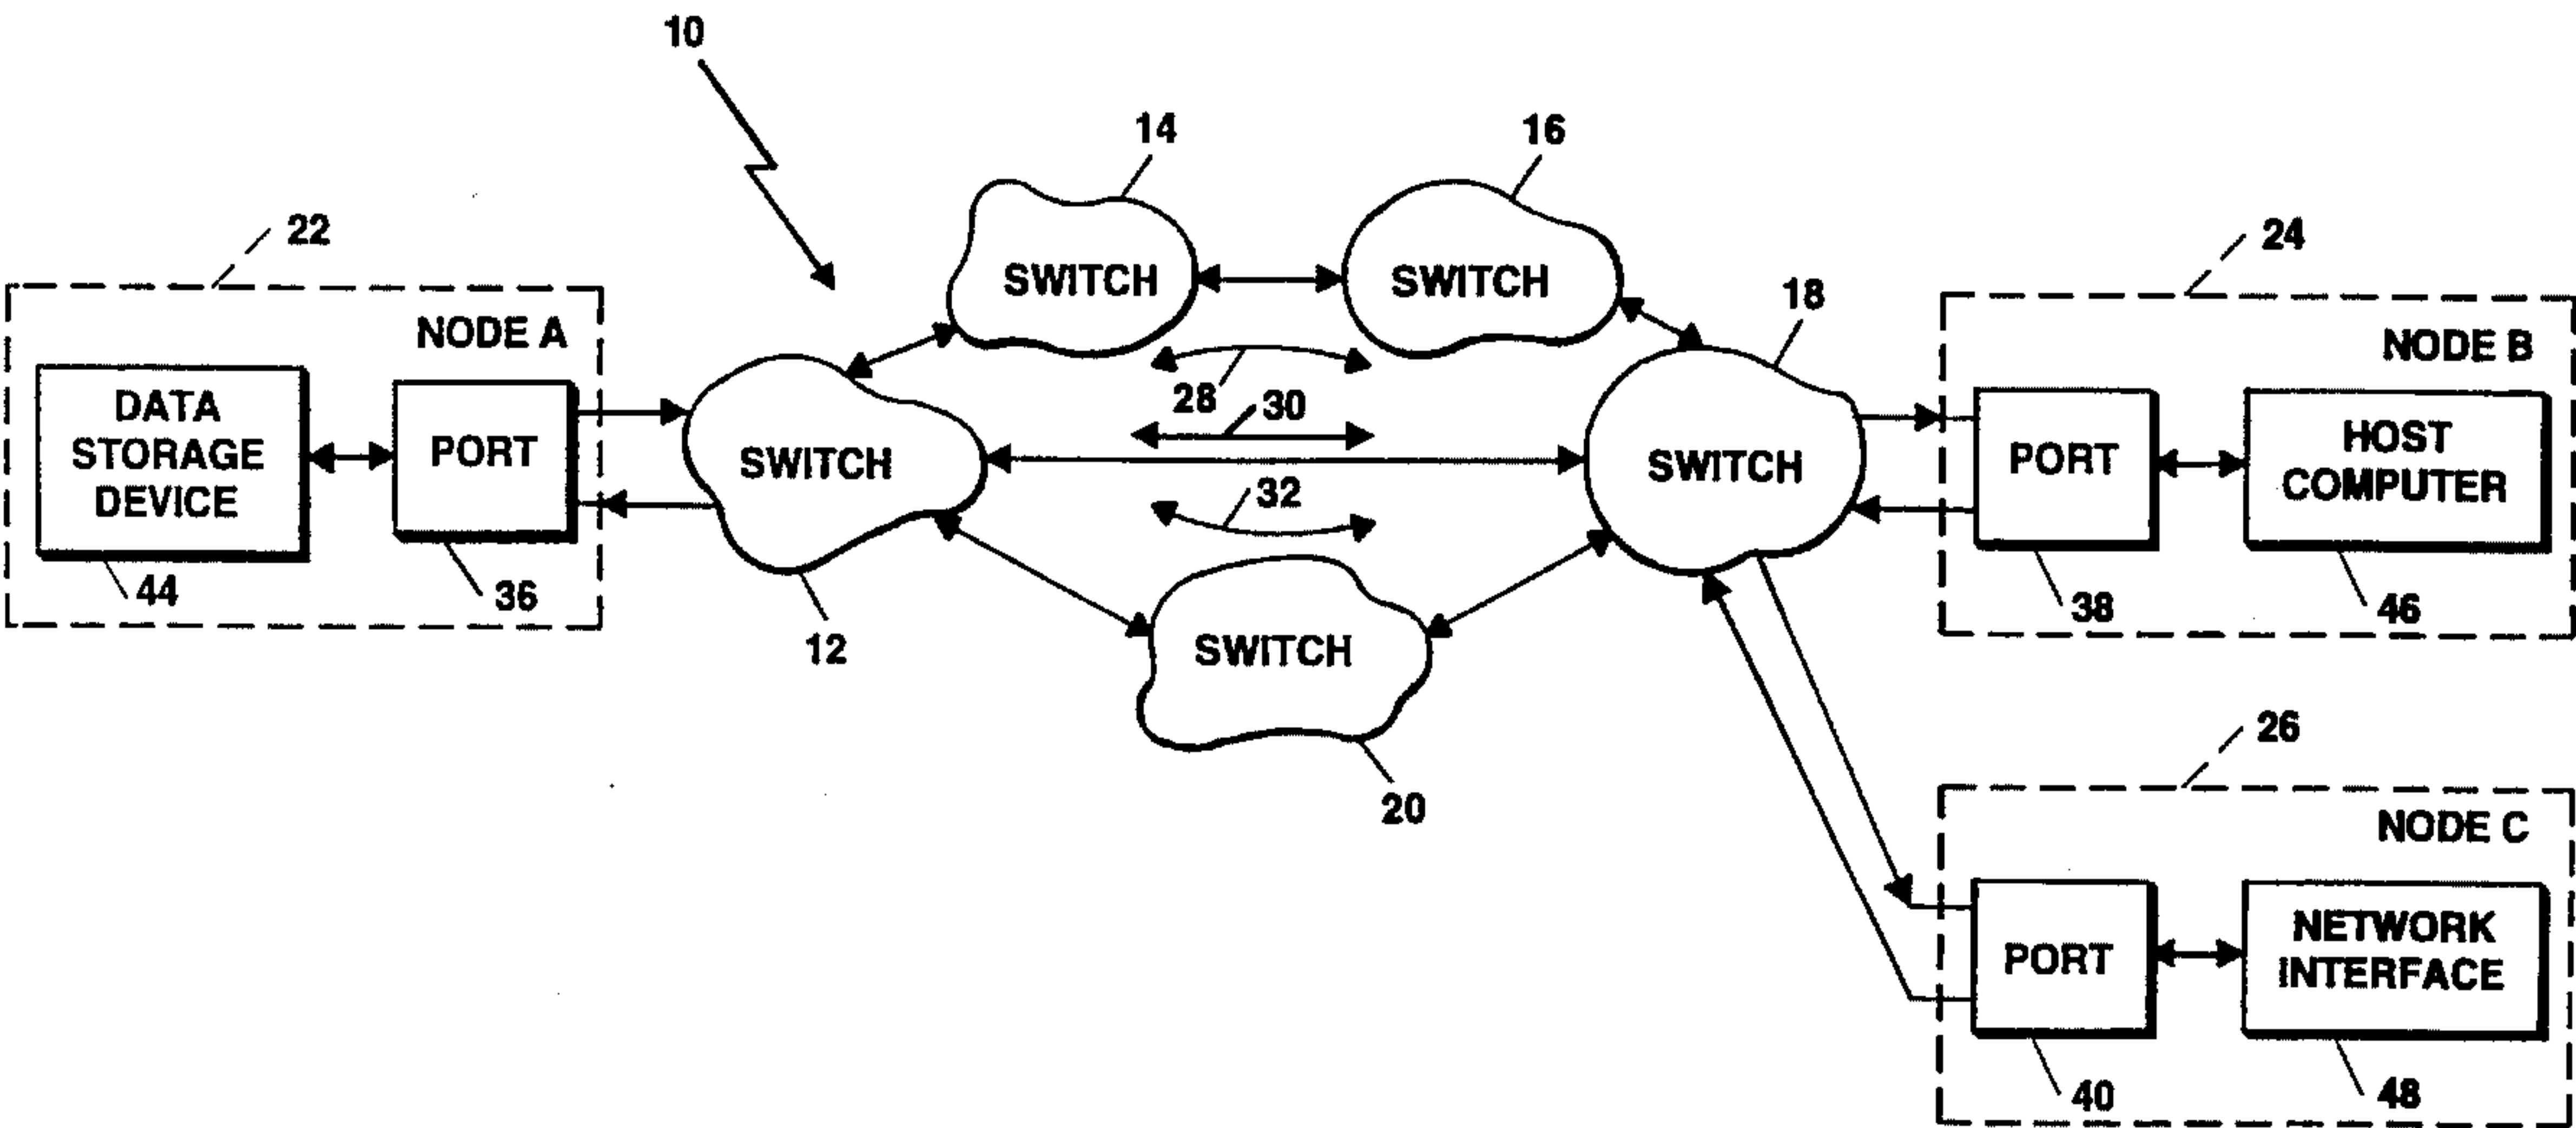 10
14
16
22
24
SWITCH
SWITCH
18
NODE A
NODE B
DATA
STORAGE
DEVICE
PORT
SWITCH
28
30
32
SWITCH
PORT
HOST
COMPUTER
44
36
12
SWITCH
38
46
20
26
NODE C
PORT
NETWORK
INTERFACE
40
48